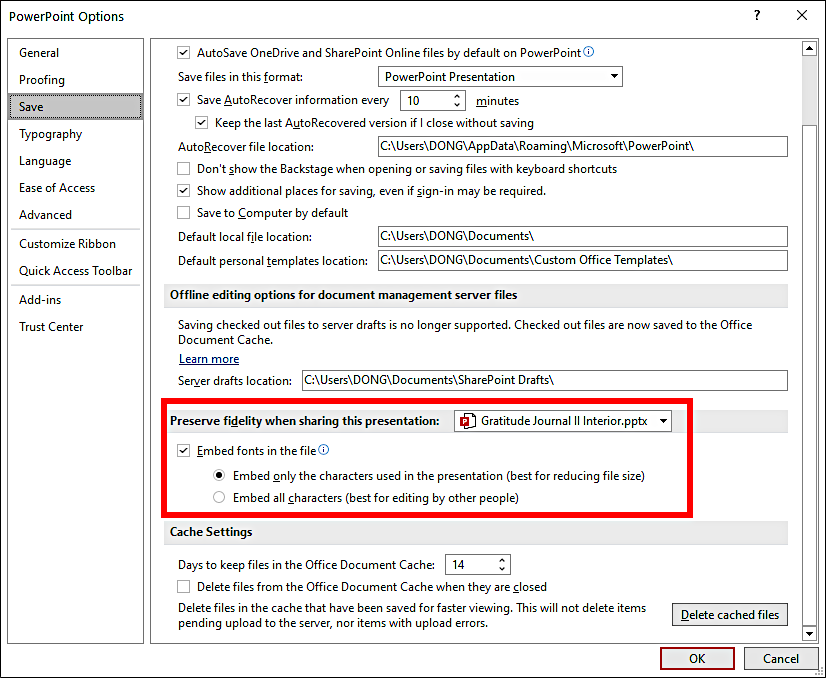 PowerPoint Options
?
General
Proofing
Save
Typography
Language
Ease of Access
Advanced
Customize Ribbon
Quick Access Toolbar
Add-ins
Trust Center
AutoSave OneDrive and SharePoint Online files by default on PowerPoint
Save files in this format: PowerPoint Presentation
Save AutoRecover information every 10 minutes
Keep the last AutoRecovered version if I close without saving
AutoRecover file location: C:\Users\DONG\AppData\Roaming\Microsoft\PowerPoint\
Don't show the Backstage when opening or saving files with keyboard shortcuts
Show additional places for saving, even if sign-in may be required.
Save to Computer by default
Default local file location: C:\Users\DONG\Documents\
Default personal templates location: C:\Users\DONG\Documents\Custom Office Templates\
Offline editing options for document management server files
Saving checked out files to server drafts is no longer supported. Checked out files are now saved to the Office
Document Cache.
Learn more
Server drafts location: C:\Users\DONG\Documents\SharePoint Drafts\
Preserve fidelity when sharing this presentation: Gratitude Journal II Interior.pptx
Embed fonts in the file
Embed only the characters used in the presentation (best for reducing file size)
Embed all characters (best for editing by other people)
Cache Settings
Days to keep files in the Office Document Cache: 14
Delete files from the Office Document Cache when they are closed
Delete files in the cache that have been saved for faster viewing. This will not delete items
pending upload to the server, nor items with upload errors.
Delete cached files
OK
Cancel